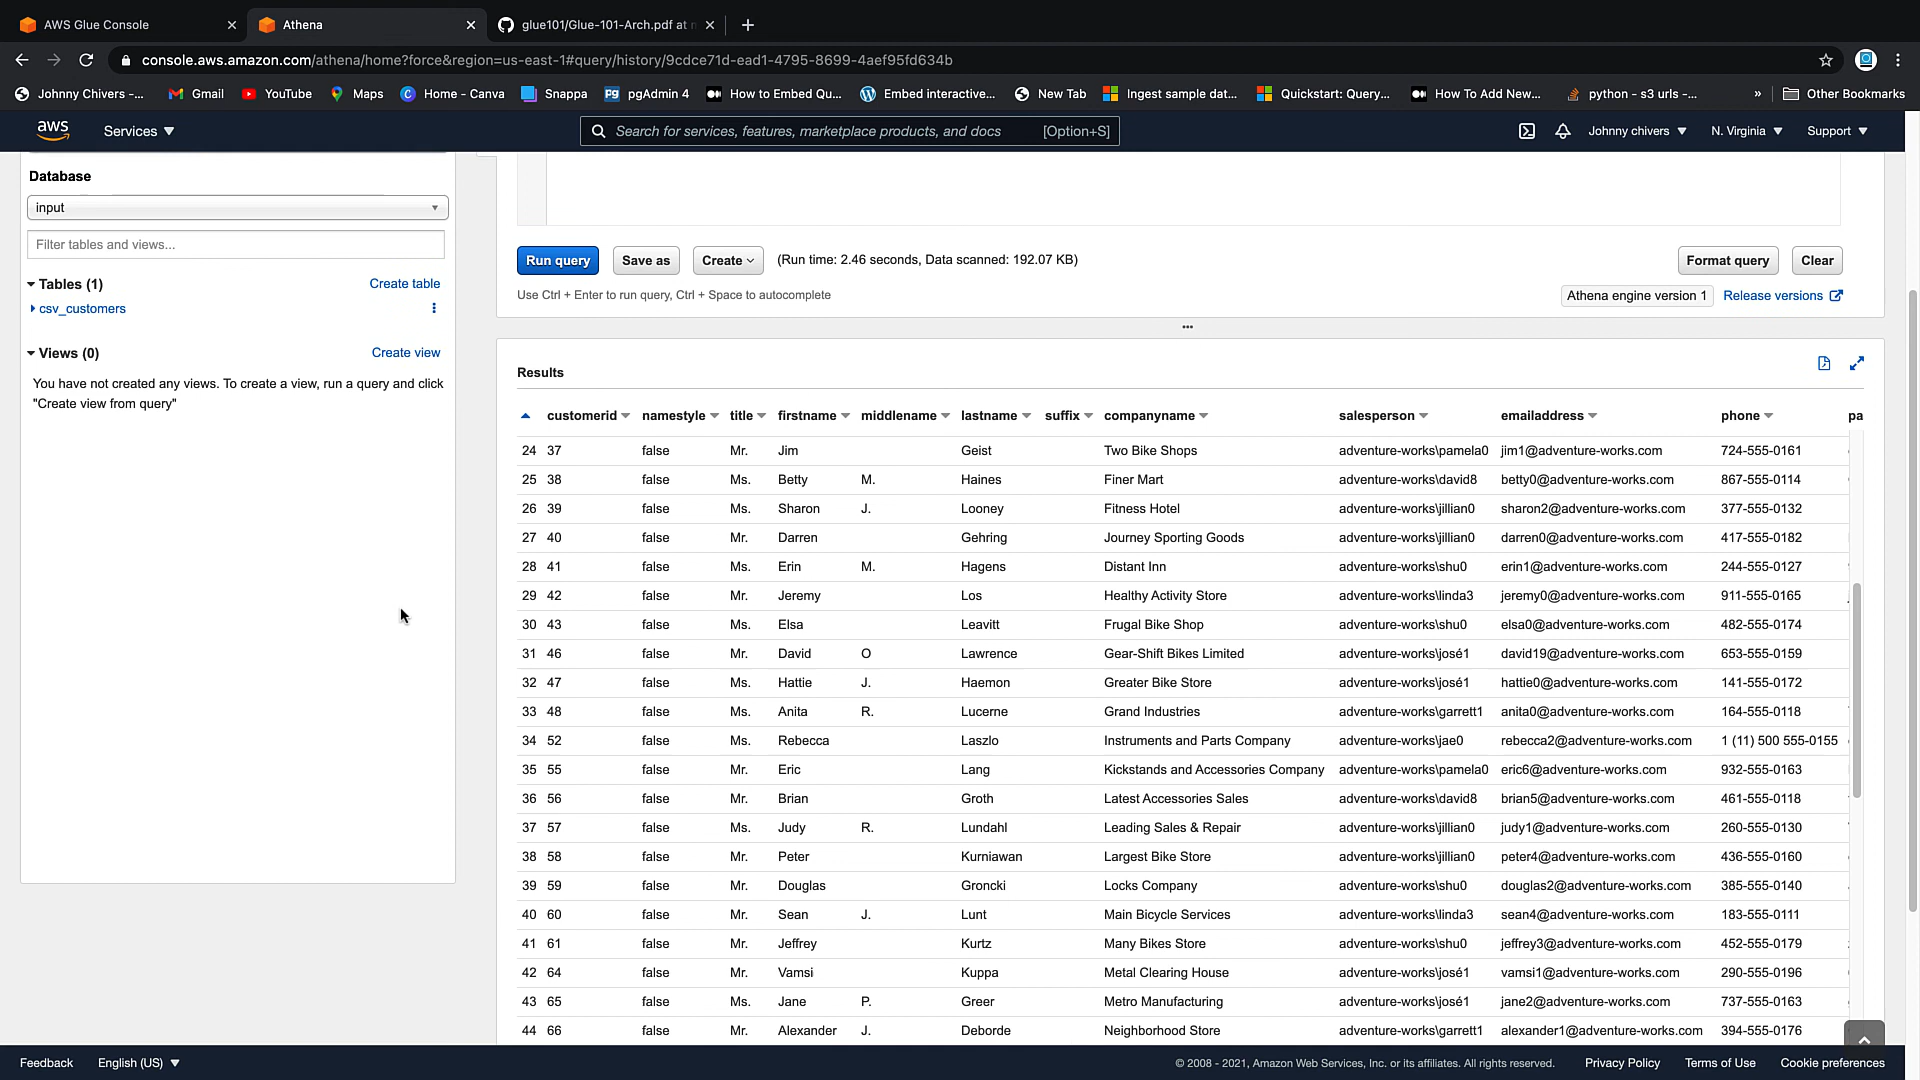 AWS Glue Console
Athena
glue101/Glue-101-Arch.pdf at
console.aws.amazon.com/athena/home?force&region=us-east-1#query/history/9cdce71d-ead1-4795-8699-4aef95fd634b
Johnny Chivers -... Gmail YouTube Maps Home - Canva Snappa pgAdmin 4 How to Embed Qu... Embed interactive... New Tab Ingest sample dat... Quickstart: Query... How To Add New... python - s3 urls -... » Other Bookmarks
aws Services Search for services, features, marketplace products, and docs [Option+S] Johnny chivers N. Virginia Support
Database
input
Filter tables and views...
Tables (1) Create table
csv_customers
Views (0) Create view
You have not created any views. To create a view, run a query and click
"Create view from query"
Run query Save as Create (Run time: 2.46 seconds, Data scanned: 192.07 KB) Format query Clear
Use Ctrl + Enter to run query, Ctrl + Space to autocomplete Athena engine version 1 Release versions
Results
customerid namestyle title firstname middlename lastname suffix companyname salesperson emailaddress phone pa
24 37 false Mr. Jim Geist Two Bike Shops adventure-works\pamela0 jim1@adventure-works.com 724-555-0161
25 38 false Ms. Betty M. Haines Finer Mart adventure-works\david8 betty0@adventure-works.com 867-555-0114
26 39 false Ms. Sharon J. Looney Fitness Hotel adventure-works\jillian0 sharon2@adventure-works.com 377-555-0132
27 40 false Mr. Darren Gehring Journey Sporting Goods adventure-works\jillian0 darren0@adventure-works.com 417-555-0182
28 41 false Ms. Erin M. Hagens Distant Inn adventure-works\shu0 erin1@adventure-works.com 244-555-0127
29 42 false Mr. Jeremy Los Healthy Activity Store adventure-works\linda3 jeremy0@adventure-works.com 911-555-0165
30 43 false Ms. Elsa Leavitt Frugal Bike Shop adventure-works\shu0 elsa0@adventure-works.com 482-555-0174
31 46 false Mr. David O Lawrence Gear-Shift Bikes Limited adventure-works\josé1 david19@adventure-works.com 653-555-0159
32 47 false Ms. Hattie J. Haemon Greater Bike Store adventure-works\josé1 hattie0@adventure-works.com 141-555-0172
33 48 false Ms. Anita R. Lucerne Grand Industries adventure-works\garrett1 anita0@adventure-works.com 164-555-0118
34 52 false Ms. Rebecca Laszlo Instruments and Parts Company adventure-works\jae0 rebecca2@adventure-works.com 1 (11) 500 555-0155
35 55 false Mr. Eric Lang Kickstands and Accessories Company adventure-works\pamela0 eric6@adventure-works.com 932-555-0163
36 56 false Mr. Brian Groth Latest Accessories Sales adventure-works\david8 brian5@adventure-works.com 461-555-0118
37 57 false Ms. Judy R. Lundahl Leading Sales & Repair adventure-works\jillian0 judy1@adventure-works.com 260-555-0130
38 58 false Mr. Peter Kurniawan Largest Bike Store adventure-works\jillian0 peter4@adventure-works.com 436-555-0160
39 59 false Mr. Douglas Groncki Locks Company adventure-works\shu0 douglas2@adventure-works.com 385-555-0140
40 60 false Mr. Sean J. Lunt Main Bicycle Services adventure-works\linda3 sean4@adventure-works.com 183-555-0111
41 61 false Mr. Jeffrey Kurtz Many Bikes Store adventure-works\shu0 jeffrey3@adventure-works.com 452-555-0179
42 64 false Mr. Vamsi Kuppa Metal Clearing House adventure-works\josé1 vamsi1@adventure-works.com 290-555-0196
43 65 false Ms. Jane P. Greer Metro Manufacturing adventure-works\josé1 jane2@adventure-works.com 737-555-0163
44 66 false Mr. Alexander J. Deborde Neighborhood Store adventure-works\garrett1 alexander1@adventure-works.com 394-555-0176
Feedback English (US) © 2008 - 2021, Amazon Web Services, Inc. or its affiliates. All rights reserved. Privacy Policy Terms of Use Cookie preferences